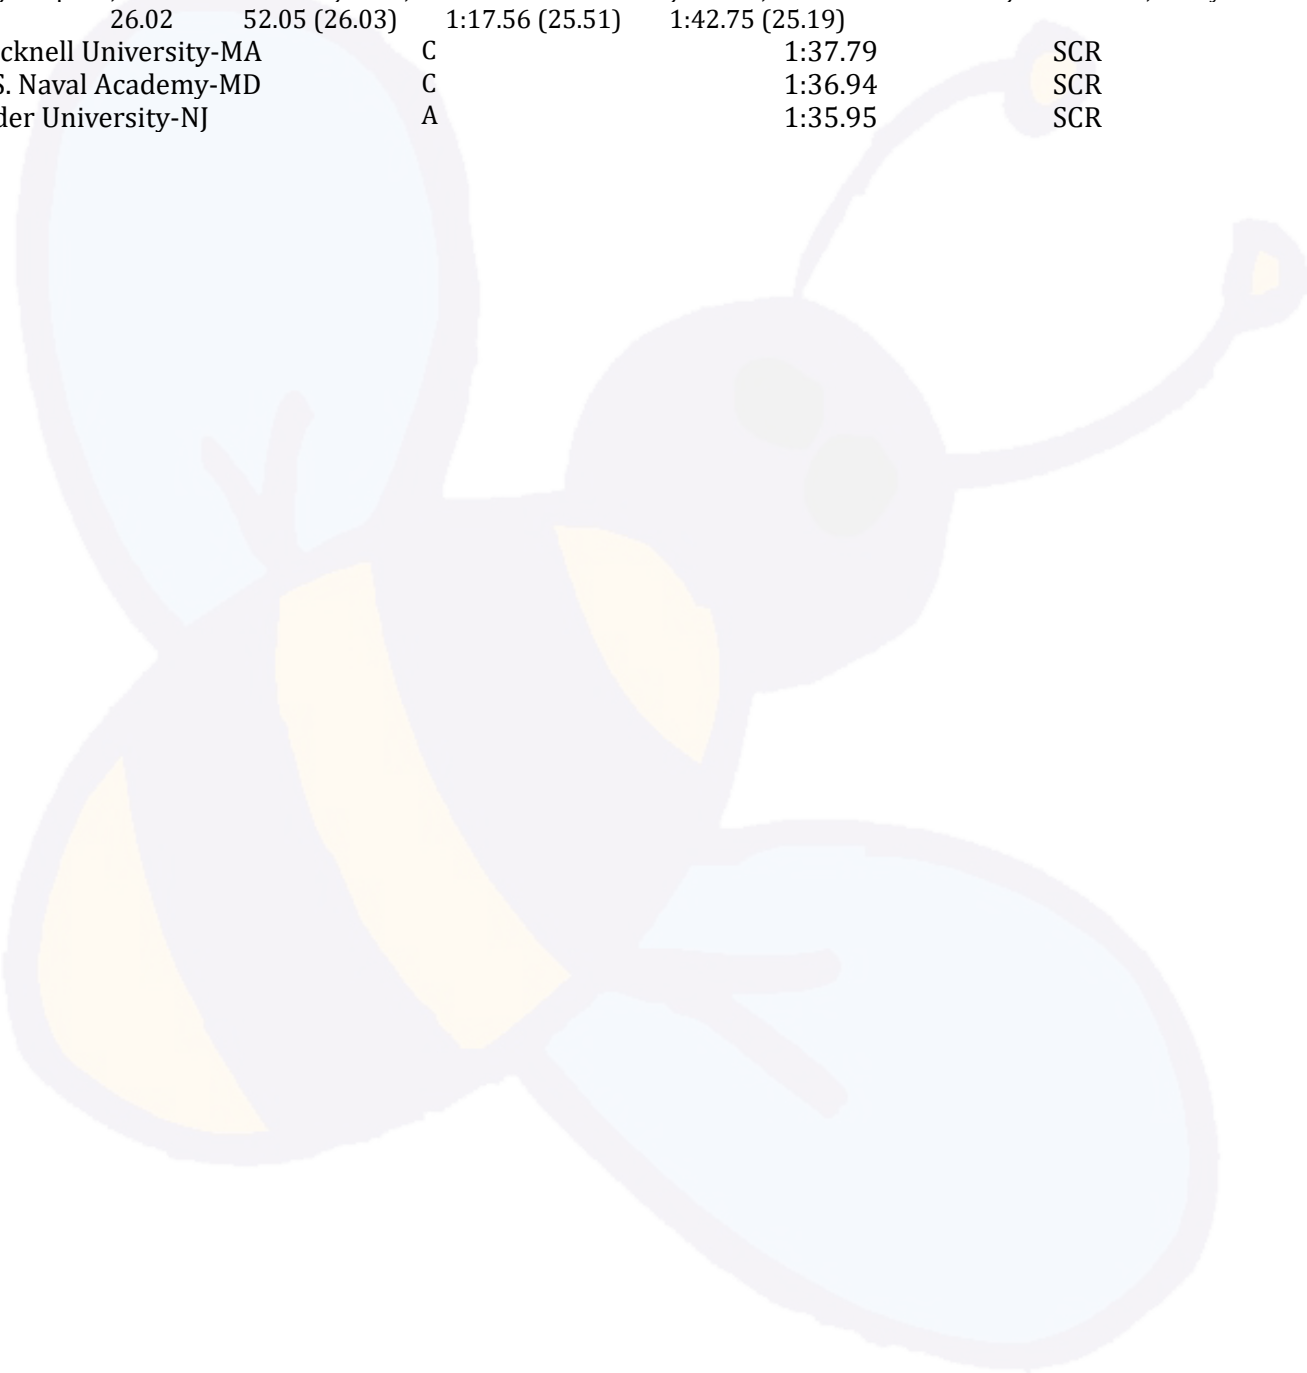 26.02 52.05 (26.03) 1:17.56 (25.51) 1:42.75 (25.19)
cknell University-MA C 1:37.79 SCR
S. Naval Academy-MD C 1:36.94 SCR
der University-NJ A 1:35.95 SCR